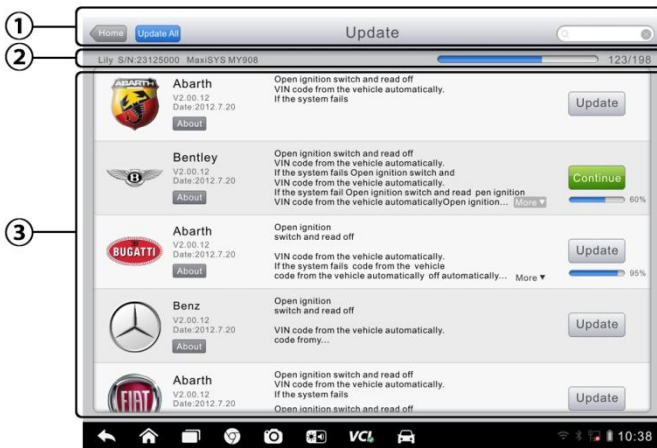 1
Home Update All Update
2
Lily S/N:23125000 MaxiSYS MY908 123/198
3
ABARTH
Abarth
V2.00.12
Date:2012.7.20
About
Open ignition switch and read off
VIN code from the vehicle automatically.
If the system fails
Update
Bentley
V2.00.12
Date:2012.7.20
About
Open ignition switch and read off
VIN code from the vehicle automatically.
If the system fails Open ignition switch and
VIN code from the vehicle automatically.
If the system fail Open ignition switch and read pen ignition
VIN code from the vehicle automaticallyOpen ignition... More ▼
Continue
60%
BUGATTI
Abarth
V2.00.12
Date:2012.7.20
About
Open ignition
switch and read off
VIN code from the vehicle automatically.
If the system fails code from the vehicle
code from the vehicle automatically off automatically... More ▼
Update
95%
Benz
V2.00.12
Date:2012.7.20
About
Open ignition
switch and read off
VIN code from the vehicle automatically.
code fromy...
Update
FIAT
Abarth
V2.00.12
Date:2012.7.20
Open ignition switch and read off
VIN code from the vehicle automatically.
If the system fails
Open ignition switch and read off
Update
VCI
10:38